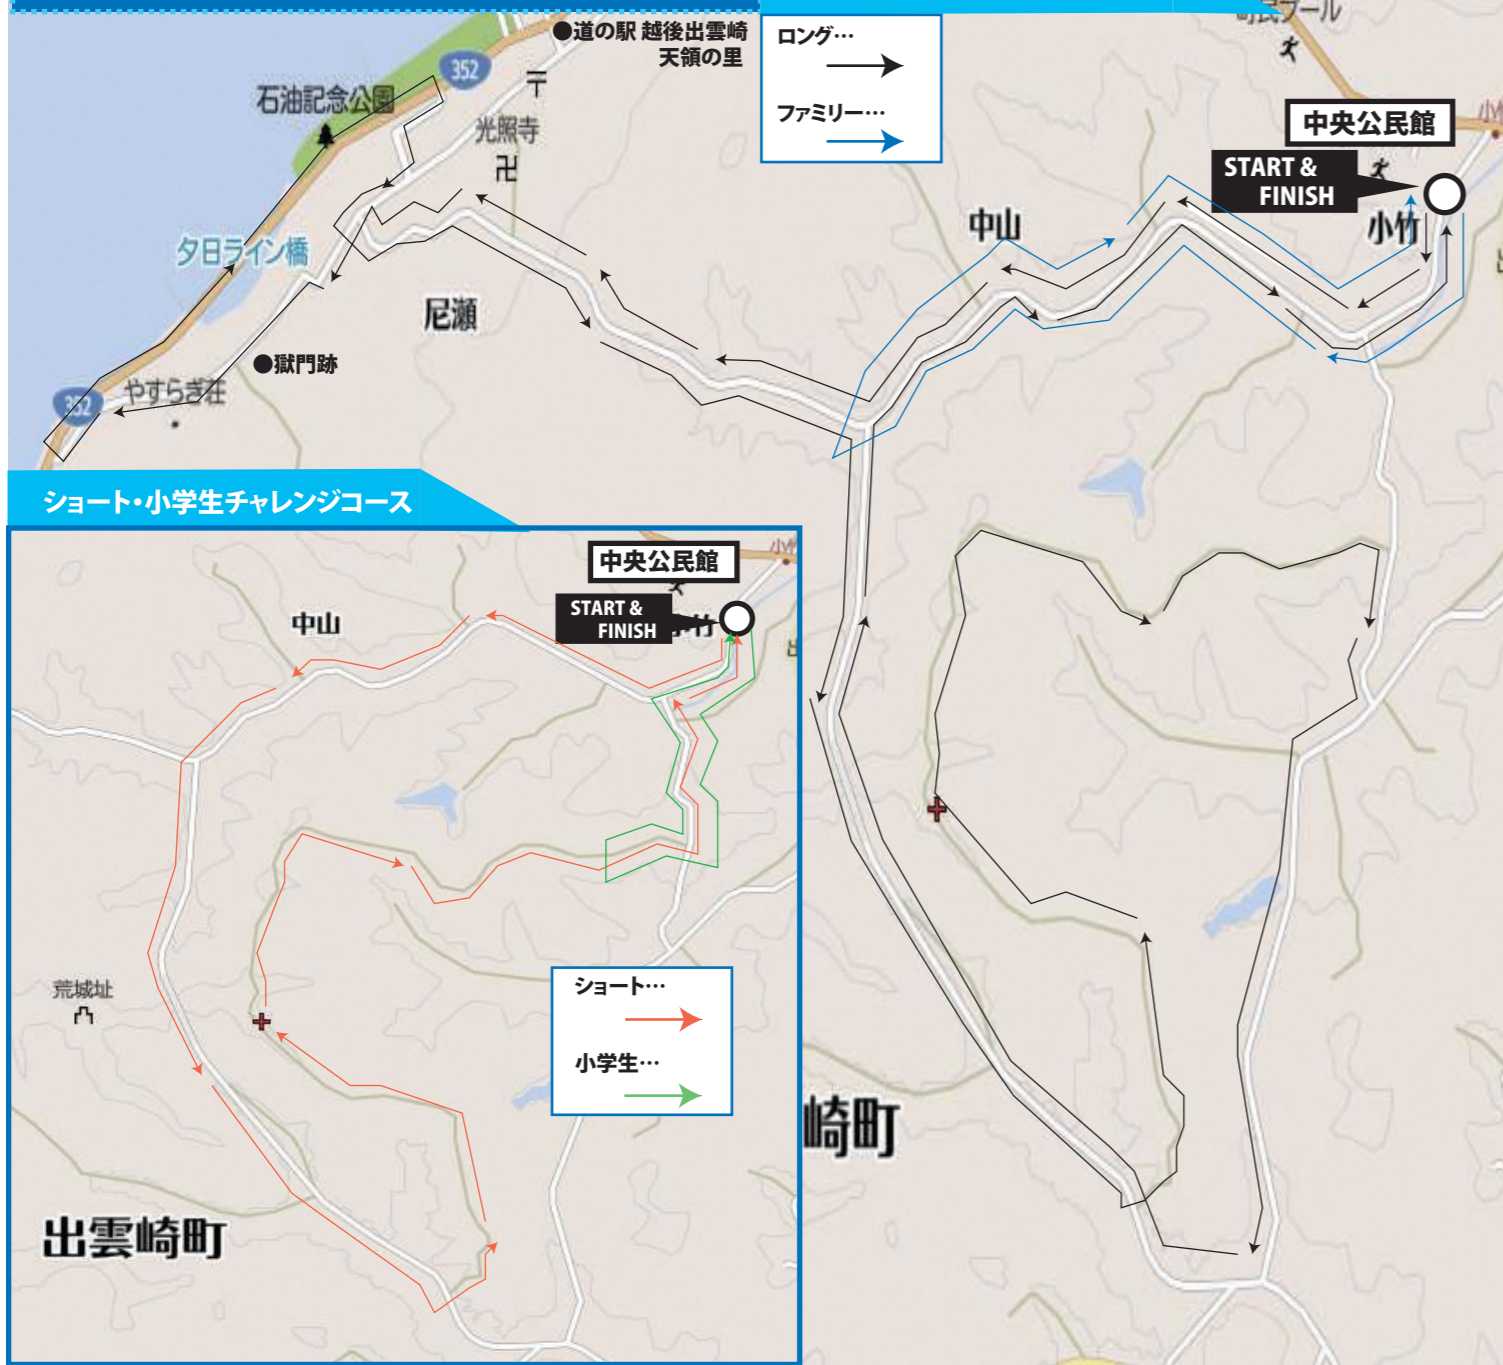 ●道の駅 越後出雲崎
天領の里
ロング…
ファミリー…
町民プール
352
石油記念公園
光照寺
中央公民館
START &
FINISH
小竹
中山
夕日ライン橋
尼瀬
●獄門跡
やすらぎ荘
352
ショート・小学生チャレンジコース
中央公民館
START &
FINISH
中山
荒城址
ショート…
小学生…
出雲崎町
崎町